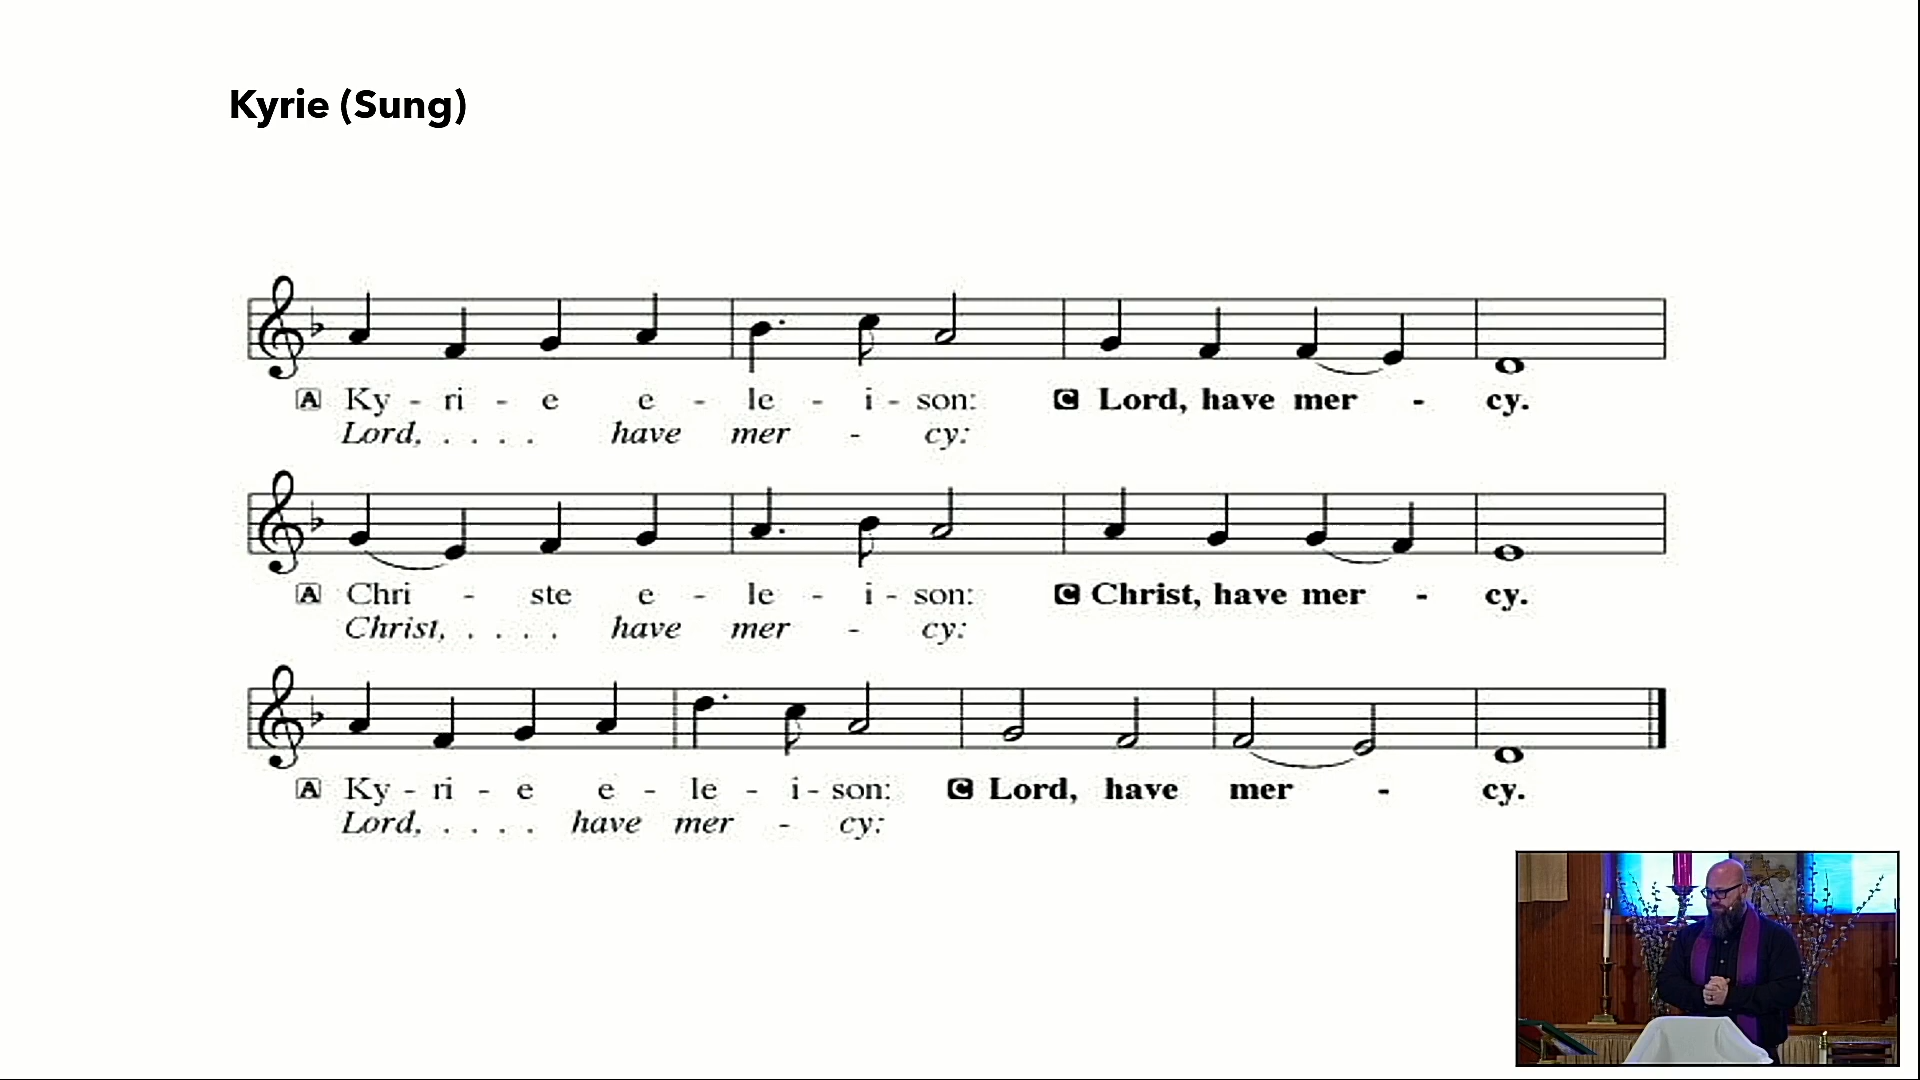 Kyrie (Sung)
A Ky - ri - e e - le - i - son: C Lord, have mer - cy.
Lord, . . . . have mer - cy:
A Chri - ste e - le - i - son: C Christ, have mer - cy.
Christ, . . . . have mer - cy:
A Ky - ri - e e - le - i - son: C Lord, have mer - cy.
Lord, . . . . have mer - cy: